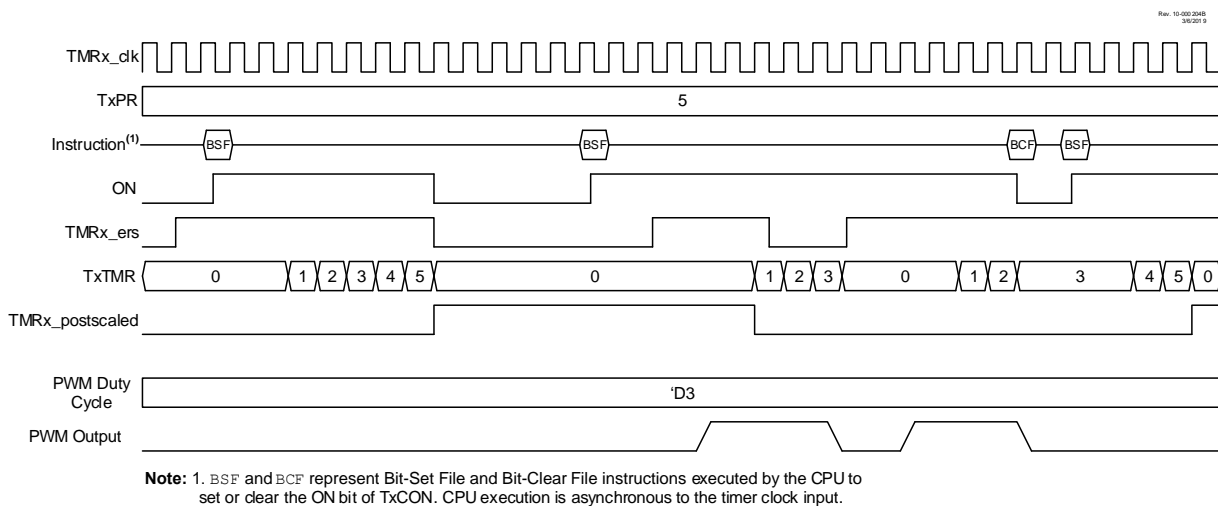 Rev. 10-000 204B
3/6/201 9
TMRx_clk
TxPR
5
Instruction(1)
BSF
BSF
BCF
BSF
ON
TMRx_ers
TxTMR
0
1
2
3
4
5
0
1
2
3
0
1
2
3
4
5
0
TMRx_postscaled
PWM Duty
Cycle
‘D3
PWM Output
Note: 1. BSF and BCF represent Bit-Set File and Bit-Clear File instructions executed by the CPU to
set or clear the ON bit of TxCON. CPU execution is asynchronous to the timer clock input.